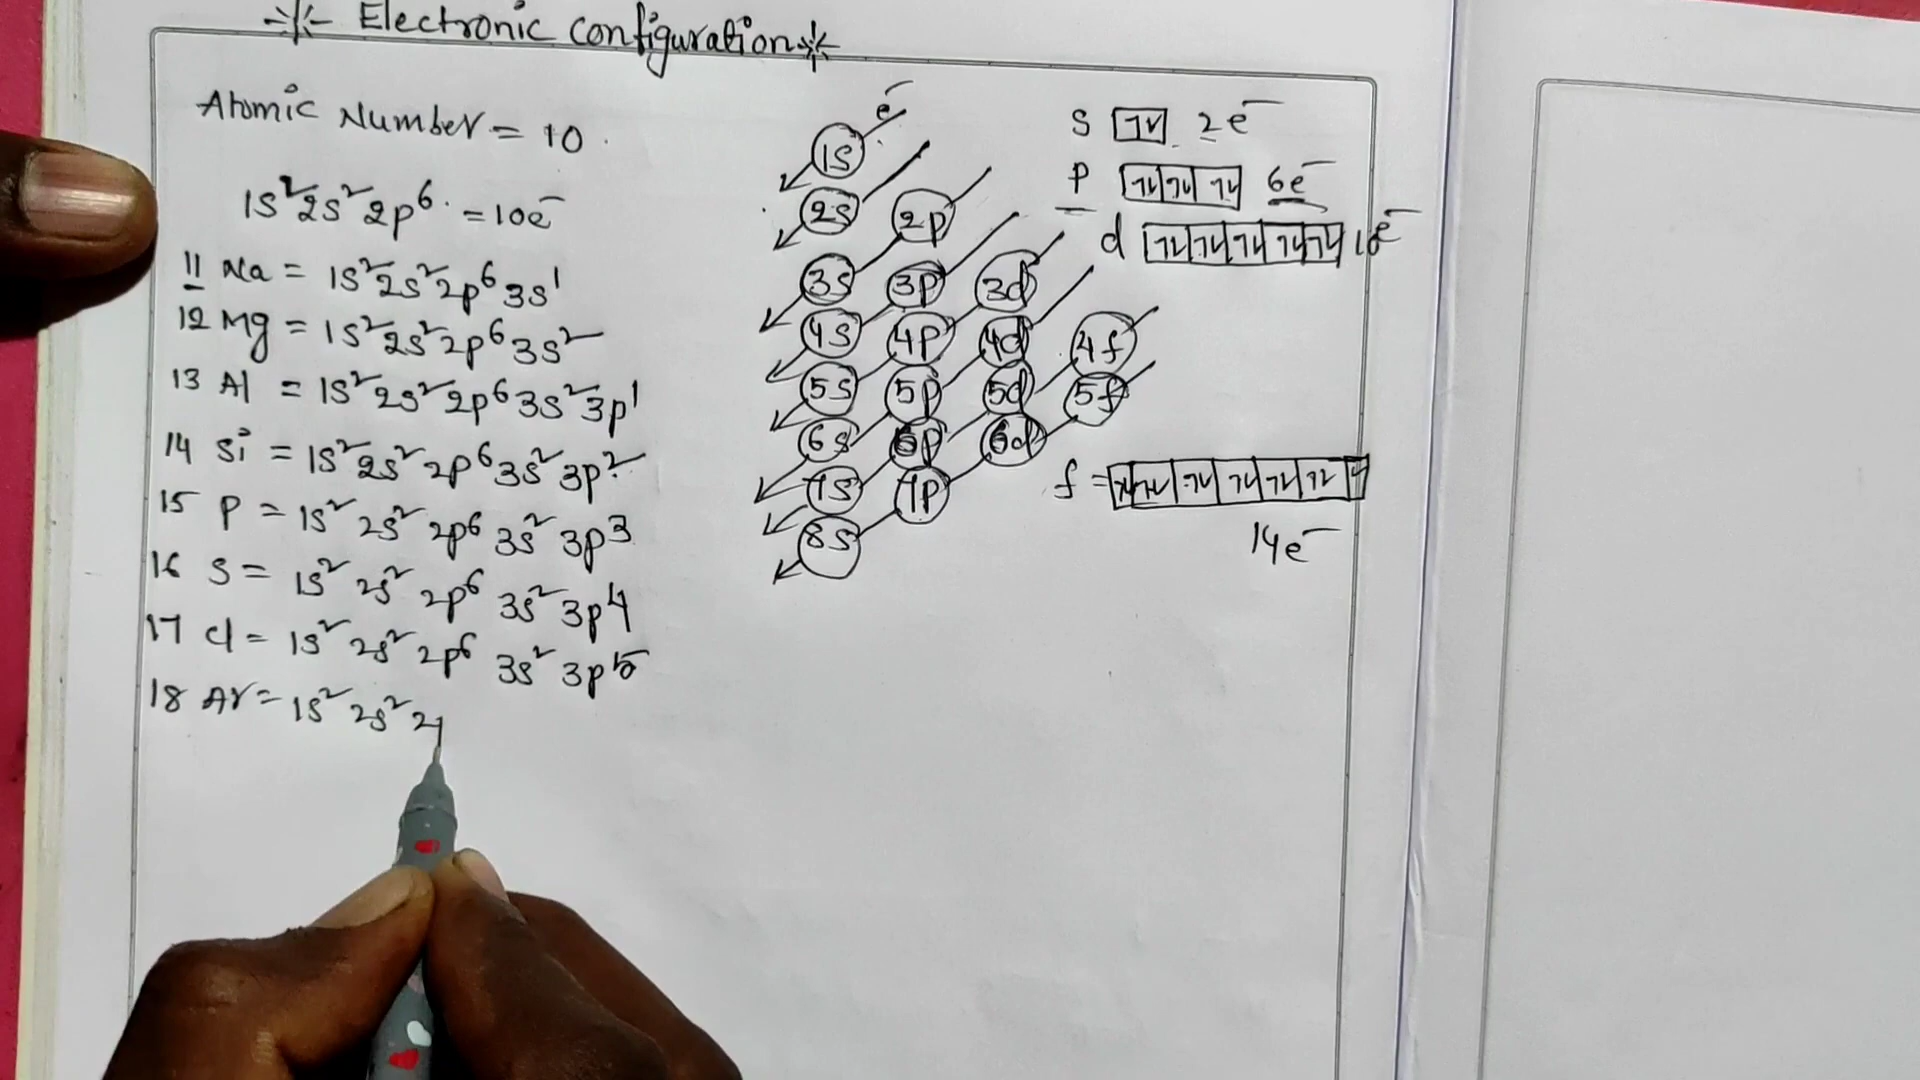 Electronic configuration
Atomic Number = 10
1s² 2s² 2p⁶ = 10e⁻
11 Na = 1s² 2s² 2p⁶ 3s¹
12 Mg = 1s² 2s² 2p⁶ 3s²
13 Al = 1s² 2s² 2p⁶ 3s² 3p¹
14 Si = 1s² 2s² 2p⁶ 3s² 3p²
15 P = 1s² 2s² 2p⁶ 3s² 3p³
16 S = 1s² 2s² 2p⁶ 3s² 3p⁴
17 Cl = 1s² 2s² 2p⁶ 3s² 3p⁵
18 Ar = 1s² 2s² 2
e⁻
1s
2s 2p
3s 3p 3d
4s 4p 4d 4f
5s 5p 5d 5f
6s 6p 6d
7s 7p
8s
s 2e⁻
p 6e⁻
d 10e⁻
f =
14e⁻